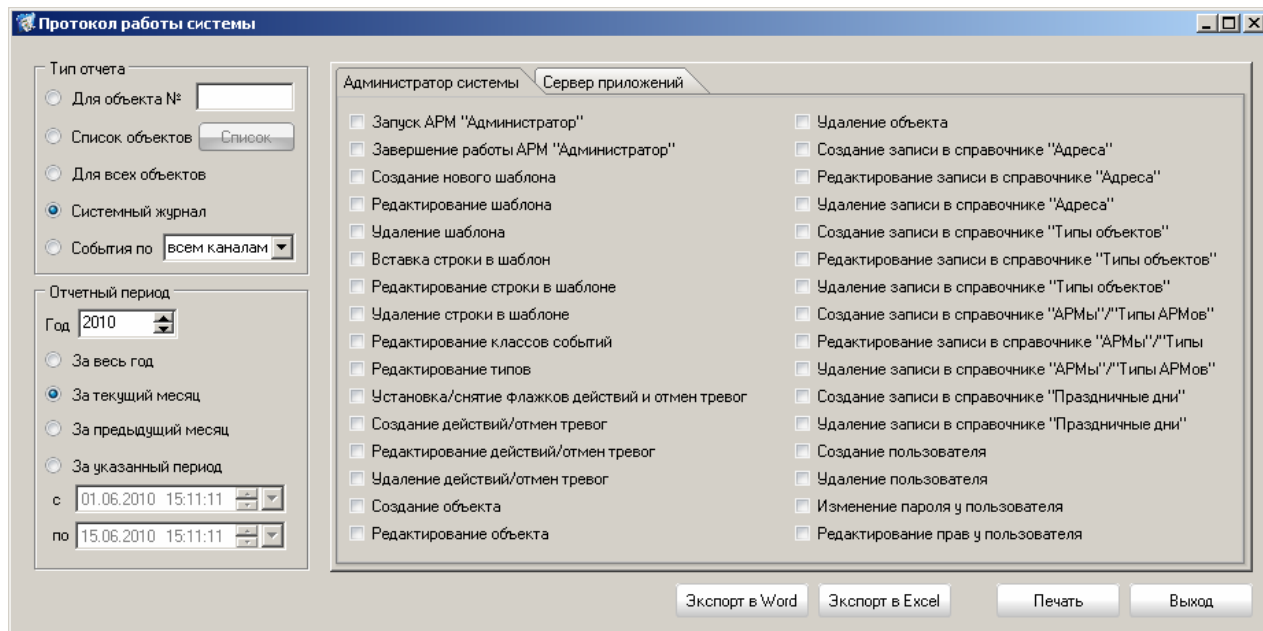 Протокол работы системы
Тип отчета
Для объекта №
Список объектов Список
Для всех объектов
Системный журнал
События по всем каналам
Отчетный период
Год 2010
За весь год
За текущий месяц
За предыдущий месяц
За указанный период
с 01.06.2010 15:11:11
по 15.06.2010 15:11:11
Администратор системы Сервер приложений
Запуск АРМ "Администратор"
Завершение работы АРМ "Администратор"
Создание нового шаблона
Редактирование шаблона
Удаление шаблона
Вставка строки в шаблон
Редактирование строки в шаблоне
Удаление строки в шаблоне
Редактирование классов событий
Редактирование типов
Установка/снятие флажков действий и отмен тревог
Создание действий/отмен тревог
Редактирование действий/отмен тревог
Удаление действий/отмен тревог
Создание объекта
Редактирование объекта
Удаление объекта
Создание записи в справочнике "Адреса"
Редактирование записи в справочнике "Адреса"
Удаление записи в справочнике "Адреса"
Создание записи в справочнике "Типы объектов"
Редактирование записи в справочнике "Типы объектов"
Удаление записи в справочнике "Типы объектов"
Создание записи в справочнике "АРМы"/"Типы АРМов"
Редактирование записи в справочнике "АРМы"/"Типы
Удаление записи в справочнике "АРМы"/"Типы АРМов"
Создание записи в справочнике "Праздничные дни"
Удаление записи в справочнике "Праздничные дни"
Создание пользователя
Удаление пользователя
Изменение пароля у пользователя
Редактирование прав у пользователя
Экспорт в Word Экспорт в Excel Печать Выход